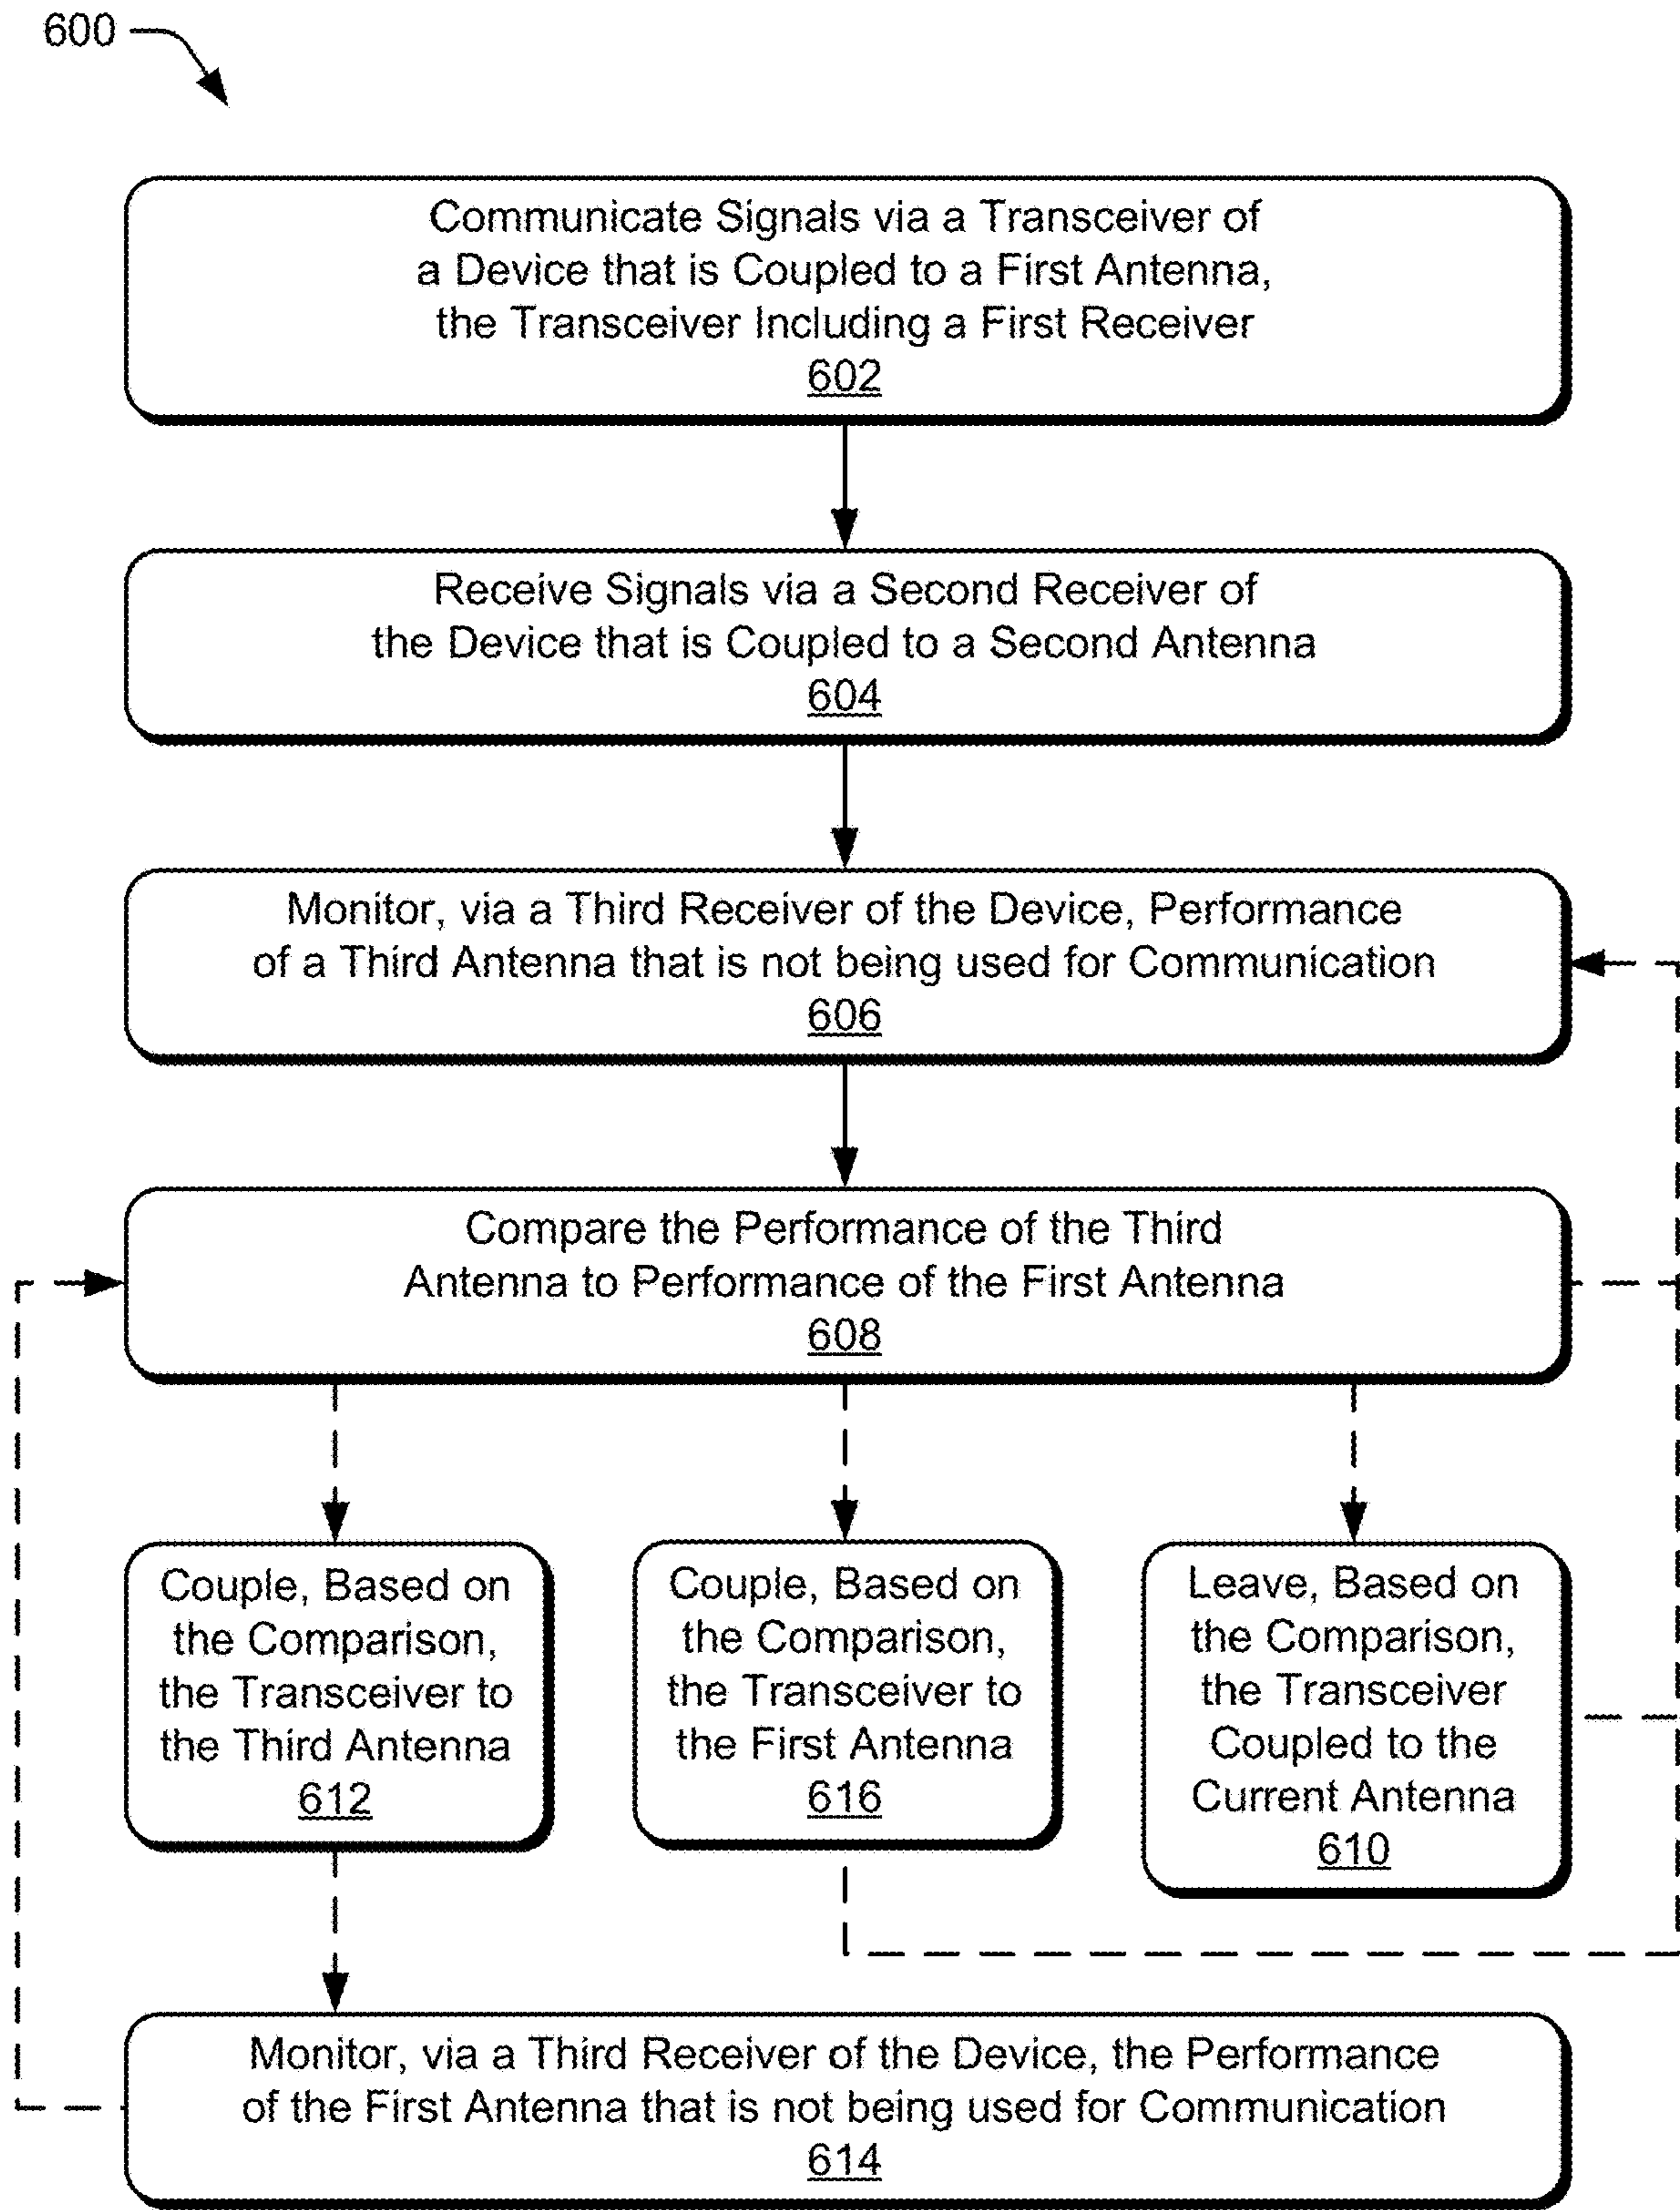 600
Communicate Signals via a Transceiver of
a Device that is Coupled to a First Antenna,
the Transceiver Including a First Receiver
602
Receive Signals via a Second Receiver of
the Device that is Coupled to a Second Antenna
604
Monitor, via a Third Receiver of the Device, Performance
of a Third Antenna that is not being used for Communication
606
Compare the Performance of the Third
Antenna to Performance of the First Antenna
608
Couple, Based on
the Comparison,
the Transceiver to
the Third Antenna
612
Couple, Based on
the Comparison,
the Transceiver to
the First Antenna
616
Leave, Based on
the Comparison,
the Transceiver
Coupled to the
Current Antenna
610
Monitor, via a Third Receiver of the Device, the Performance
of the First Antenna that is not being used for Communication
614